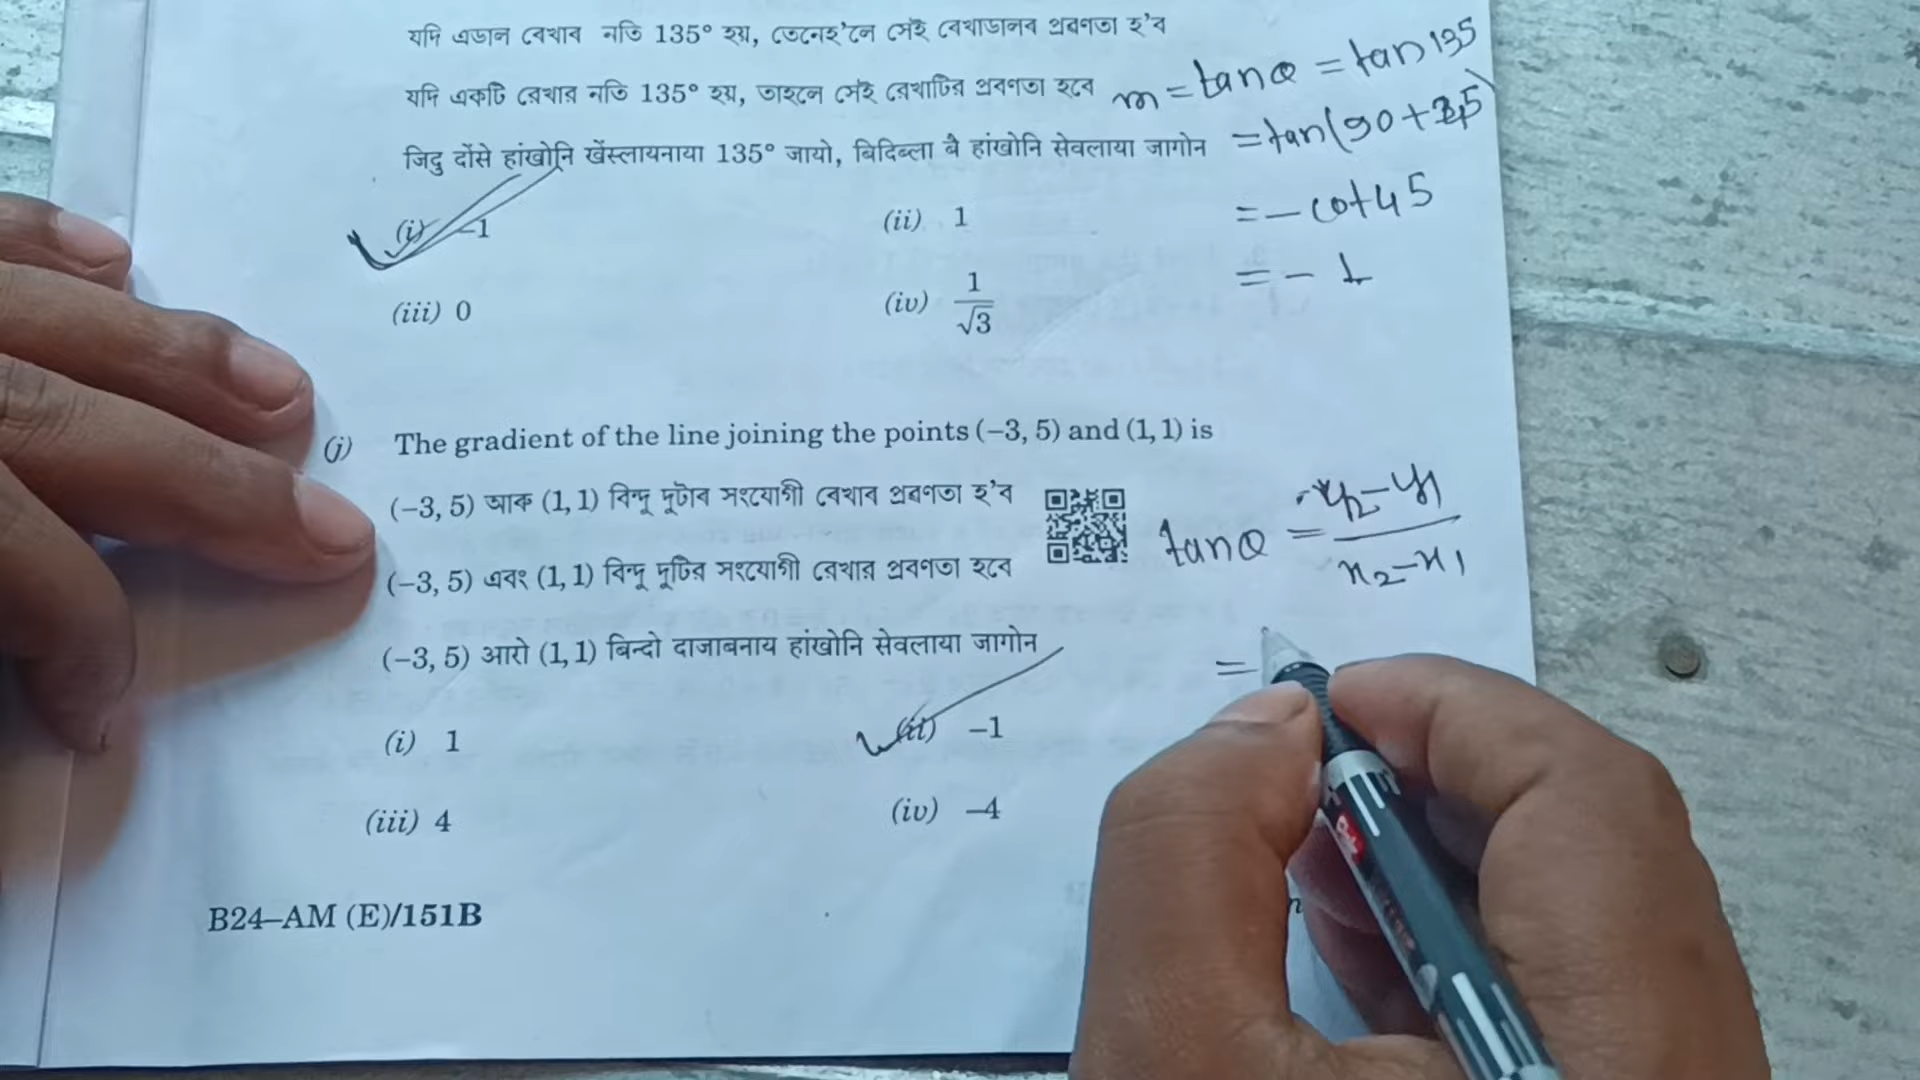 যদি এডাল ৰেখাৰ নতি 135° হয়, তেনেহ'লে সেই ৰেখাডালৰ প্ৰৱণতা হ'ব
যদি একটি রেখার নতি 135° হয়, তাহলে সেই রেখাটির প্রবণতা হবে
m = tanθ = tan 135
जिदु दोंसे हांखोनि खेंस्लायनाया 135° जायो, बिदिब्ला बै हांखोनि सेवलाया जागोन
= tan(90 +
(i) –1
(ii) 1
= – cot 45
(iii) 0
(iv) 1/√3
= – 1
(j) The gradient of the line joining the points (–3, 5) and (1, 1) is
(–3, 5) আৰু (1, 1) বিন্দু দুটাৰ সংযোগী ৰেখাৰ প্ৰৱণতা হ'ব
tanθ = y2 – y1 / x2 – x1
(–3, 5) এবং (1, 1) বিন্দু দুটির সংযোগী রেখার প্রবণতা হবে
(–3, 5) आरो (1, 1) बिन्दो दाजाबनाय हांखोनि सेवलाया जागोन
=
(i) 1
(ii) –1
(iii) 4
(iv) –4
B24–AM (E)/151B